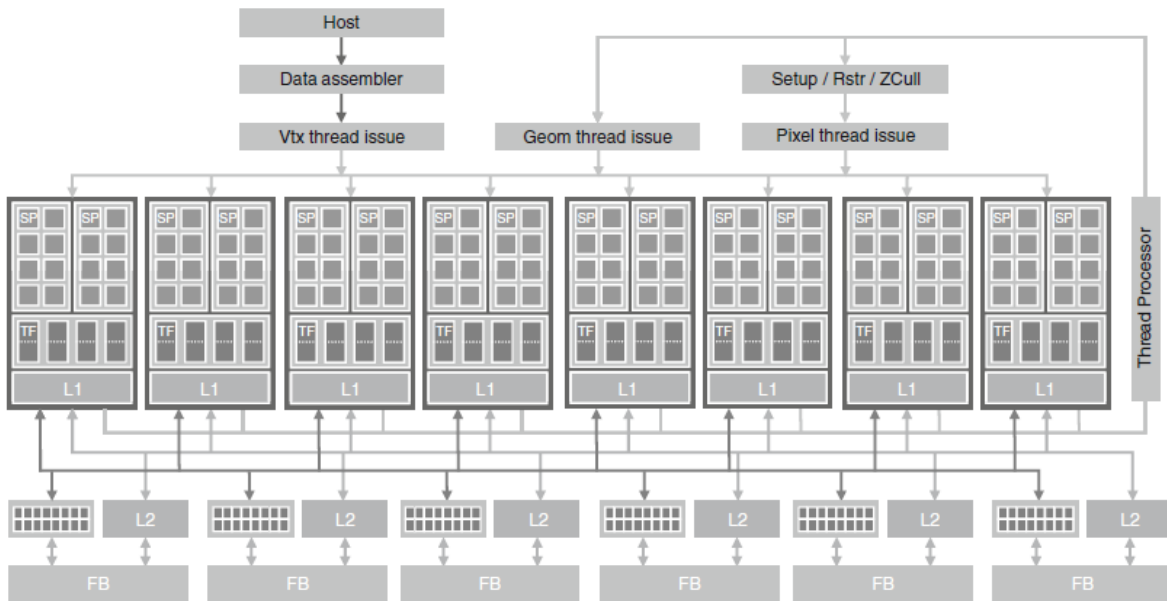 Host
Data assembler
Setup / Rstr / ZCull
Vtx thread issue
Geom thread issue
Pixel thread issue
SP SP SP SP SP SP SP SP SP SP SP SP SP SP SP SP
Thread Processor
TF TF TF TF TF TF TF TF
L1 L1 L1 L1 L1 L1 L1 L1
L2 L2 L2 L2 L2 L2
FB FB FB FB FB FB